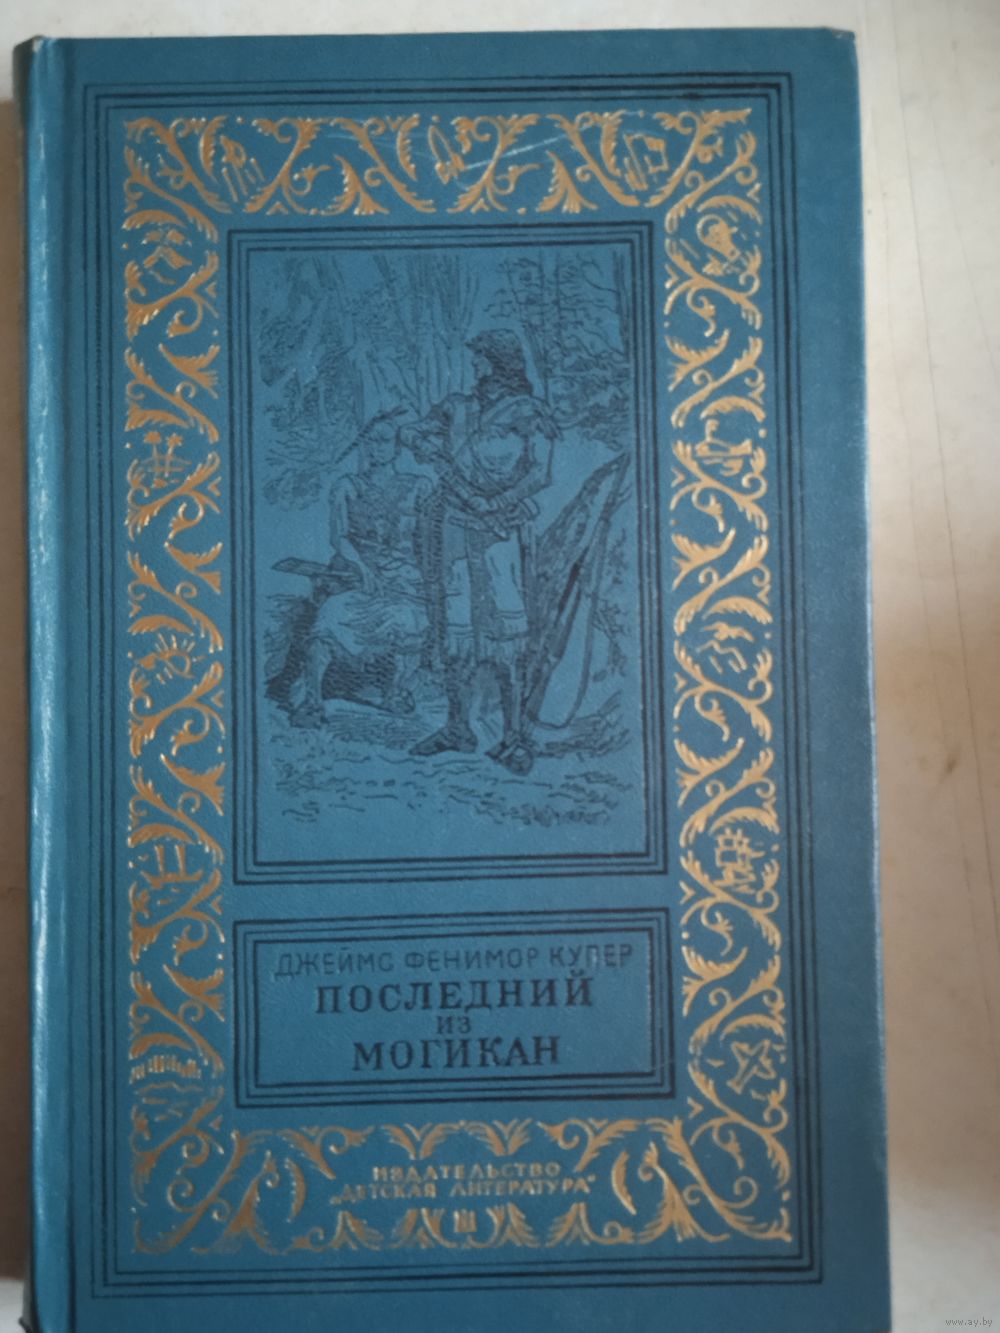 ДЖЕЙМС ФЕНИМОР КУПЕР
ПОСЛЕДНИЙ
ИЗ
МОГИКАН
ИЗДАТЕЛЬСТВО
„ДЕТСКАЯ ЛИТЕРАТУРА“
www.ay.by